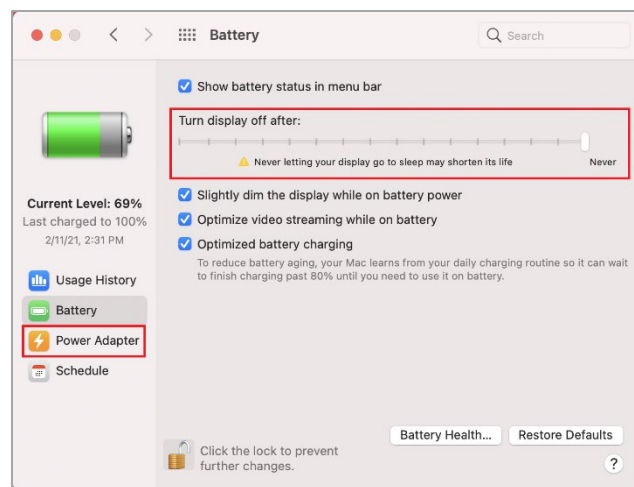 Battery
Search
Show battery status in menu bar
Turn display off after:
Never letting your display go to sleep may shorten its life
Never
Current Level: 69%
Last charged to 100%
2/11/21, 2:31 PM
Slightly dim the display while on battery power
Optimize video streaming while on battery
Optimized battery charging
To reduce battery aging, your Mac learns from your daily charging routine so it can wait
to finish charging past 80% until you need to use it on battery.
Usage History
Battery
Power Adapter
Schedule
Click the lock to prevent
further changes.
Battery Health...
Restore Defaults
?